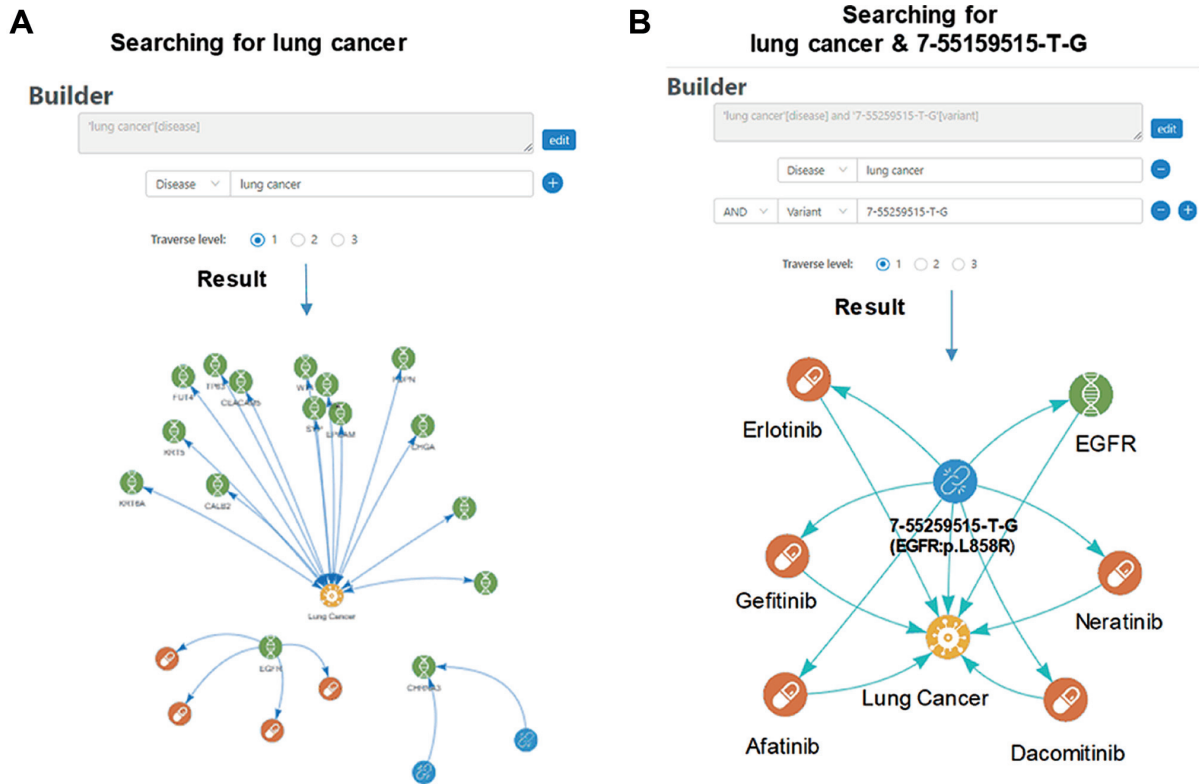 A
Searching for lung cancer
Builder
'lung cancer'[disease]
edit
Disease
lung cancer
Traverse level:
1
2
3
Result
FUT4
TP63
KRT5
KRT6A
CALB2
CHGA
Lung Cancer
EGFR
B
Searching for
lung cancer & 7-55159515-T-G
Builder
'lung cancer'[disease] and '7-55259515-T-G'[variant]
edit
Disease
lung cancer
AND
Variant
7-55259515-T-G
Traverse level:
1
2
3
Result
Erlotinib
EGFR
7-55259515-T-G
(EGFR:p.L858R)
Gefitinib
Neratinib
Lung Cancer
Afatinib
Dacomitinib